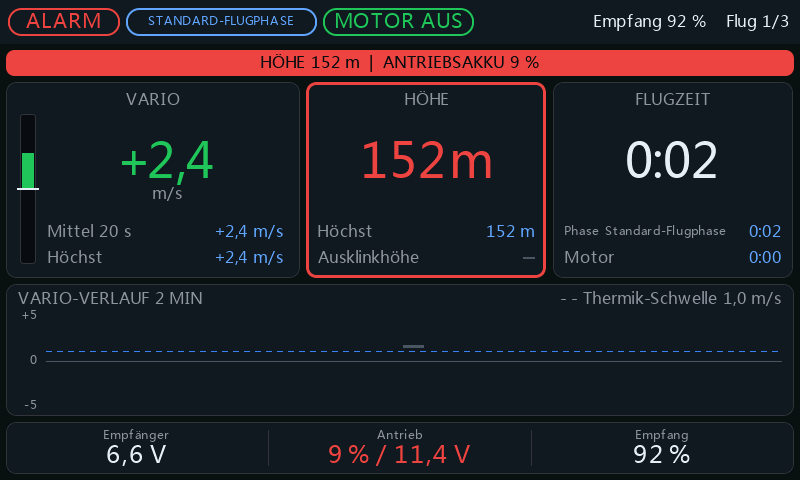 ALARM STANDARD-FLUGPHASE MOTOR AUS Empfang 92 % Flug 1/3
HÖHE 152 m | ANTRIEBSAKKU 9 %
VARIO
+2,4
m/s
Mittel 20 s +2,4 m/s
Höchst +2,4 m/s
HÖHE
152 m
Höchst 152 m
Ausklinkhöhe —
FLUGZEIT
0:02
Phase Standard-Flugphase 0:02
Motor 0:00
VARIO-VERLAUF 2 MIN - - Thermik-Schwelle 1,0 m/s
+5
0
-5
Empfänger
6,6 V
Antrieb
9 % / 11,4 V
Empfang
92 %